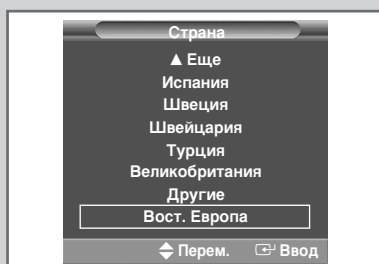 Страна
▲ Еще
Испания
Швеция
Швейцария
Турция
Великобритания
Другие
Вост. Европа
Перем. Ввод